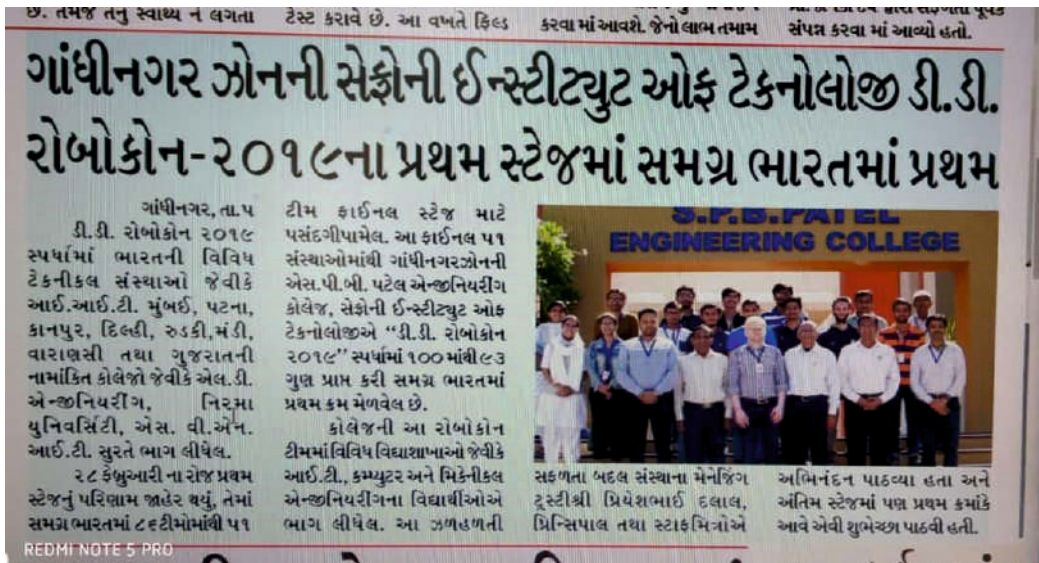 છે. તેમજ તેનુ સ્વાસ્થ્ય ન લગતા
ટેસ્ટ કરાવે છે. આ વખતે ફિલ્ડ
કરવા માં આવશે. જેનો લાભ તમામ
સંપન્ન કરવા માં આવ્યો હતો.
ગાંધીનગર ઝોનની સેફ્રોની ઈન્સ્ટીટ્યુટ ઓફ ટેકનોલોજી ડી.ડી.
રોબોકોન-૨૦૧૯ના પ્રથમ સ્ટેજમાં સમગ્ર ભારતમાં પ્રથમ
ગાંધીનગર,તા.૫
ડી.ડી. રોબોકોન ૨૦૧૯
સ્પર્ધામાં ભારતની વિવિધ
ટેકનીકલ સંસ્થાઓ જેવીકે
આઈ.આઈ.ટી. મુંબઈ, પટના,
કાનપુર, દિલ્હી, રુડકી,મંડી,
વારાણસી તથા ગુજરાતની
નામાંકિત કોલેજો જેવીકે એલ.ડી.
એન્જીનિયરીંગ, નિરમા
યુનિવર્સિટી, એસ. વી.એન.
આઈ.ટી. સુરતે ભાગ લીધેલ.
૨૮ ફેબ્રુઆરી ના રોજ પ્રથમ
સ્ટેજનું પરિણામ જાહેર થયું, તેમાં
સમગ્ર ભારતમાં ૮૬ટીમોમાંથી ૫૧
ટીમ ફાઈનલ સ્ટેજ માટે
પસંદગીપામેલ. આ ફાઈનલ ૫૧
સંસ્થાઓમાંથી ગાંધીનગરઝોનની
એસ.પી.બી. પટેલ એન્જીનિયરીંગ
કોલેજ, સેફ્રોની ઈન્સ્ટીટ્યુટ ઓફ
ટેકનોલોજીએ “ડી.ડી. રોબોકોન
૨૦૧૯” સ્પર્ધામાં ૧૦૦માંથી૯૩
ગુણ પ્રાપ્ત કરી સમગ્ર ભારતમાં
પ્રથમ ક્રમ મેળવેલ છે.
કોલેજની આ રોબોકોન
ટીમમાં વિવિધ વિદ્યાશાખાઓ જેવીકે
આઈ.ટી., કમ્પ્યુટર અને મિકેનીકલ
એન્જીનિયરીંગના વિદ્યાર્થીઓએ
ભાગ લીધેલ. આ ઝળહળતી
S.P.B.PATEL
ENGINEERING COLLEGE
સફળતા બદલ સંસ્થાના મેનેજિંગ
ટ્રસ્ટીશ્રી પ્રિયેશભાઈ દલાલ,
પ્રિન્સિપાલ તથા સ્ટાફમિત્રોએ
અભિનંદન પાઠવ્યા હતા અને
અંતિમ સ્ટેજમાં પણ પ્રથમ ક્રમાંકે
આવે એવી શુભેચ્છા પાઠવી હતી.
REDMI NOTE 5 PRO